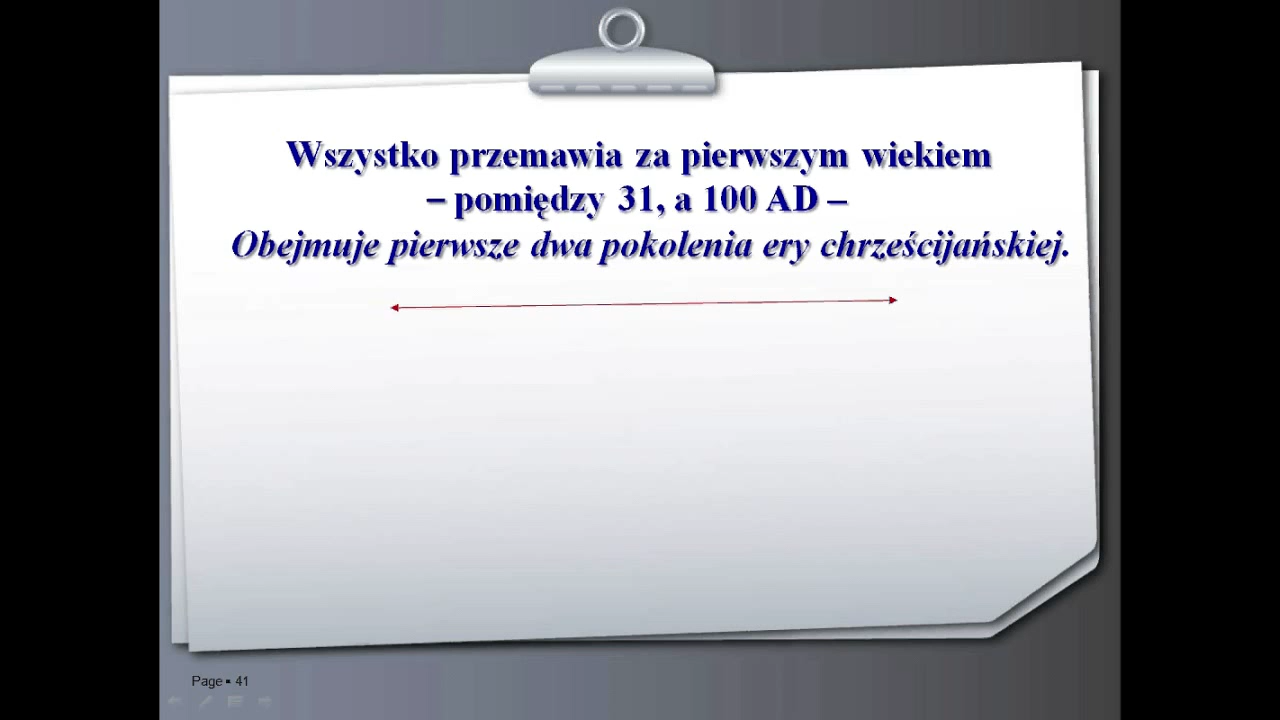 Wszystko przemawia za pierwszym wiekiem
– pomiędzy 31, a 100 AD –
Obejmuje pierwsze dwa pokolenia ery chrześcijańskiej.
Page ▪ 41